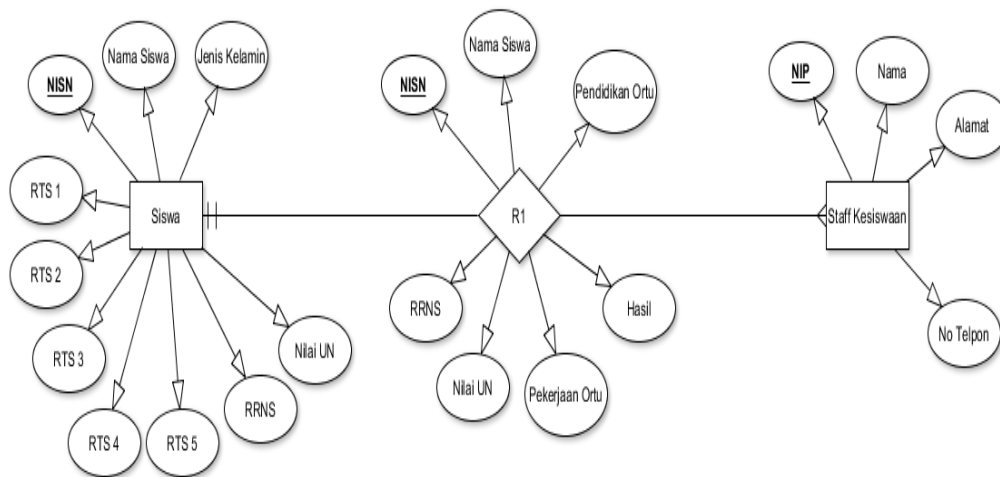 Nama Siswa
Jenis Kelamin
NISN
RTS 1
Siswa
RTS 2
RTS 3
RTS 4
RTS 5
RRNS
Nilai UN
Nama Siswa
NISN
Pendidikan Ortu
R1
RRNS
Hasil
Nilai UN
Pekerjaan Ortu
NIP
Nama
Alamat
Staff Kesiswaan
No Telpon